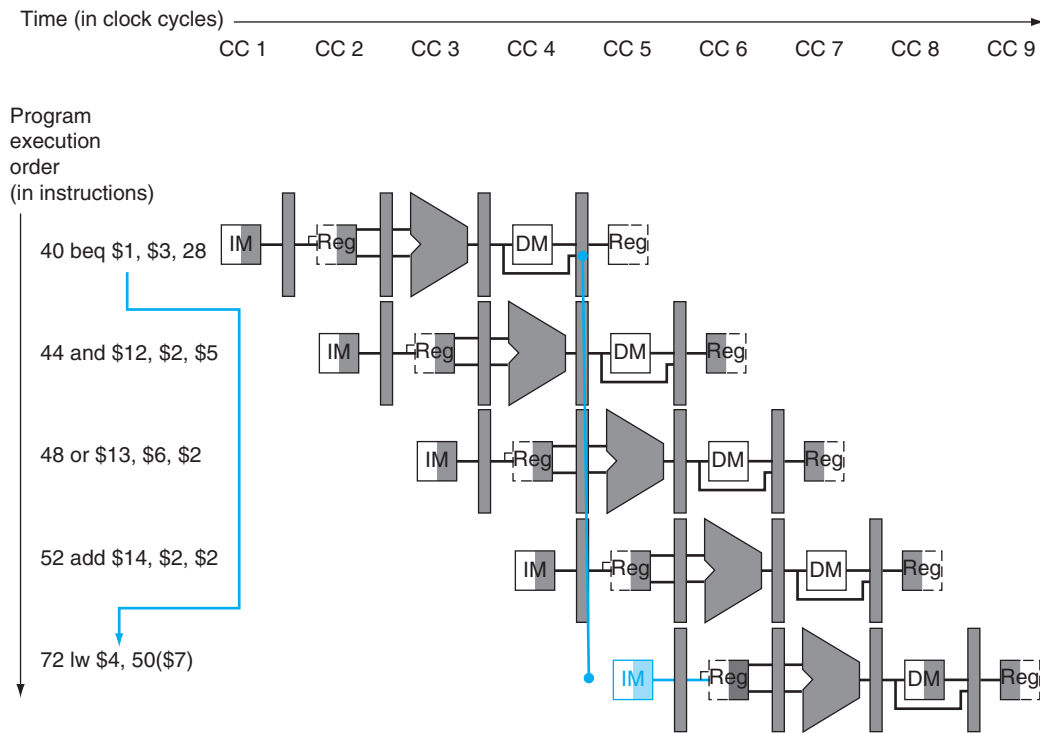 Time (in clock cycles)
CC 1 CC 2 CC 3 CC 4 CC 5 CC 6 CC 7 CC 8 CC 9
Program
execution
order
(in instructions)
40 beq $1, $3, 28
IM Reg DM Reg
44 and $12, $2, $5
IM Reg DM Reg
48 or $13, $6, $2
IM Reg DM Reg
52 add $14, $2, $2
IM Reg DM Reg
72 lw $4, 50($7)
IM Reg DM Reg